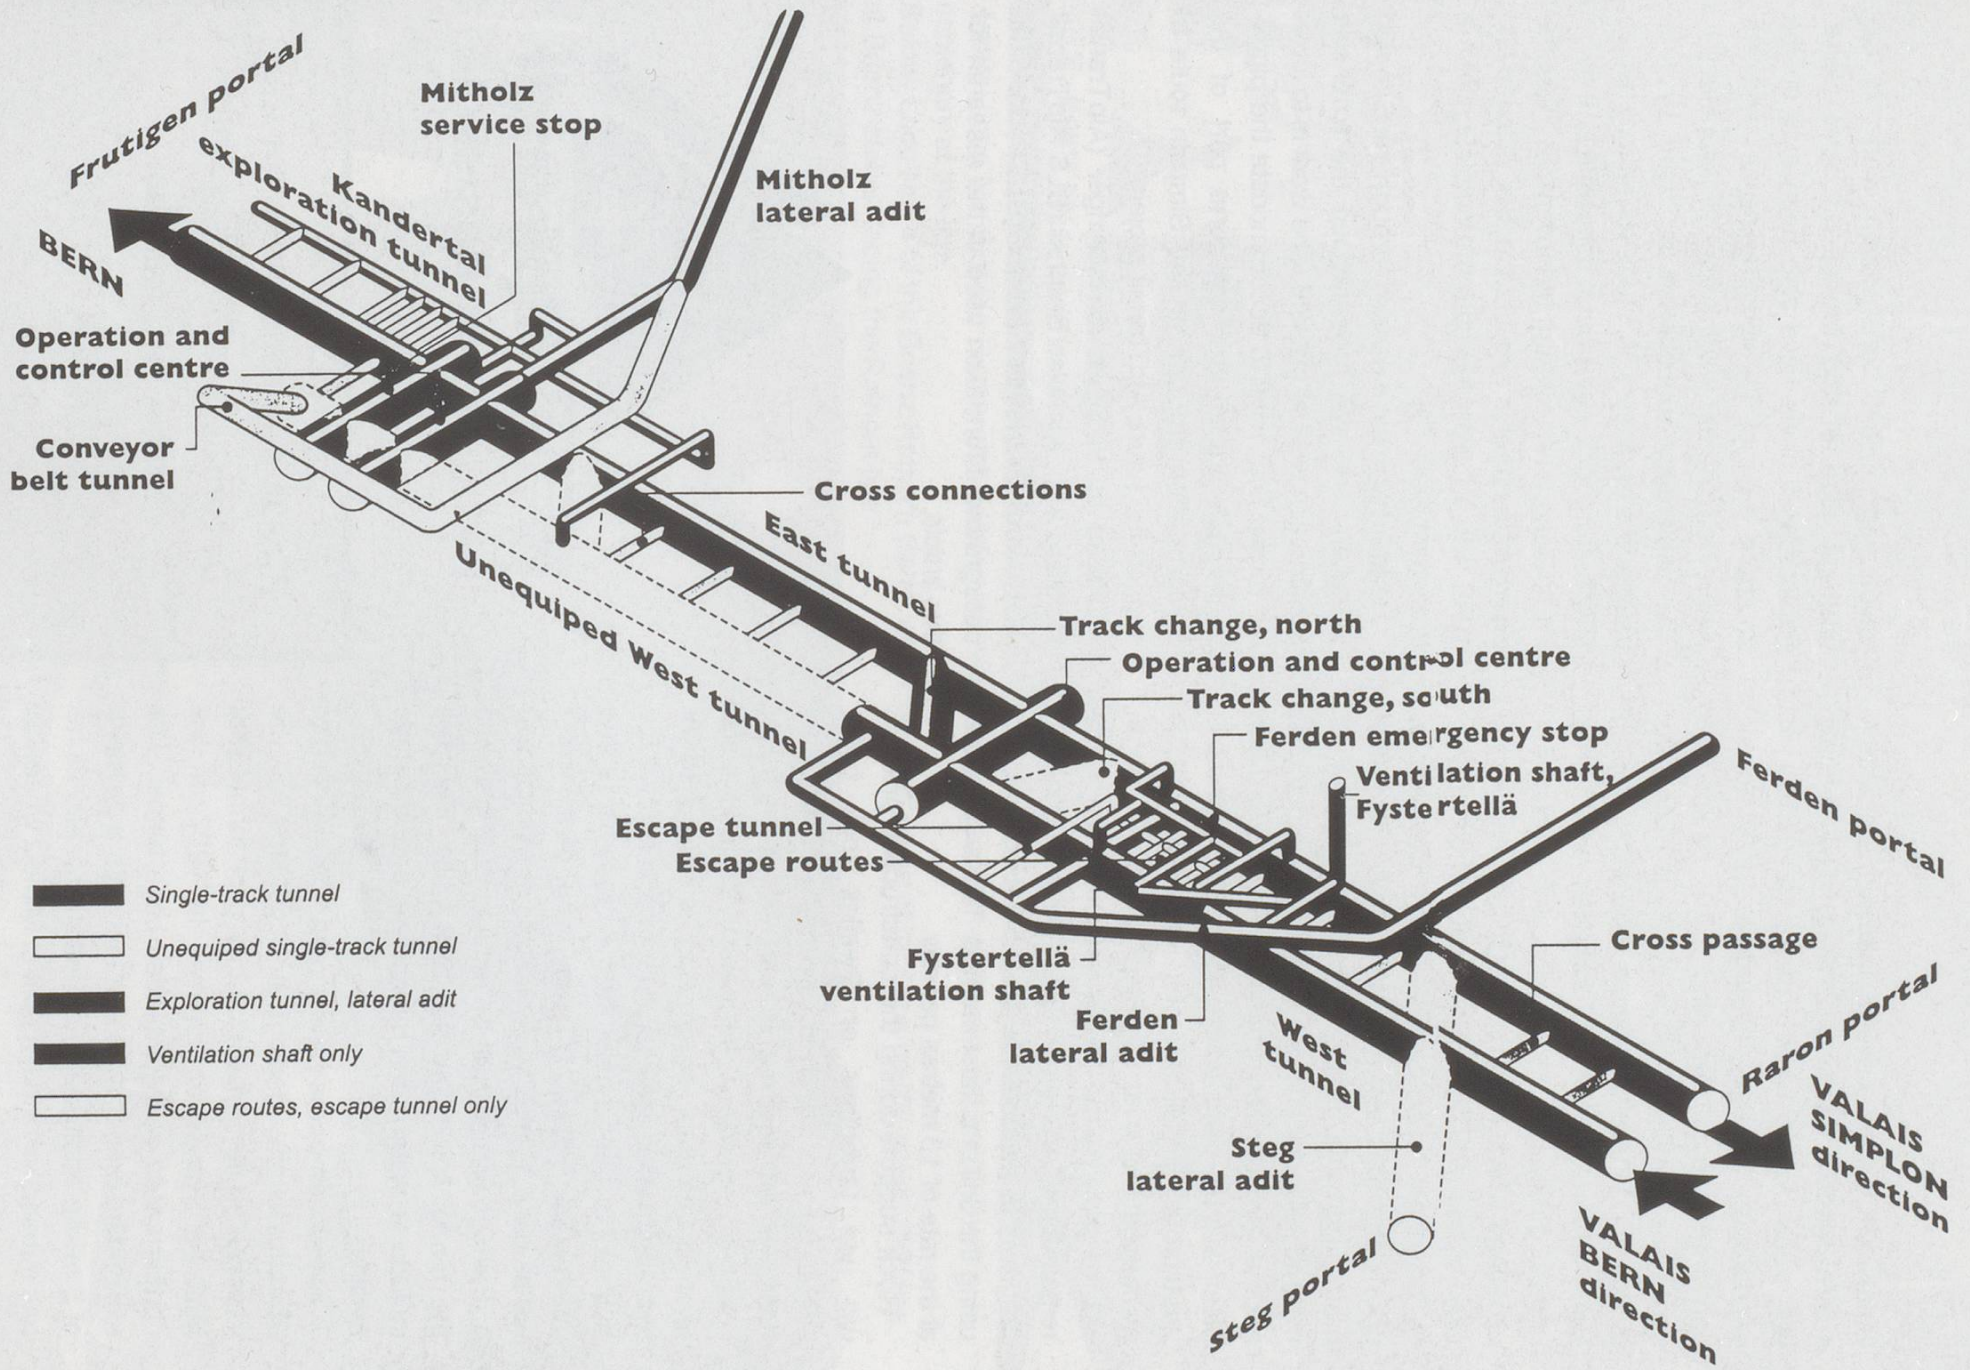 Frutigen portal
Kandertal
exploration tunnel
Mitholz
service stop
Mitholz
lateral adit
BERN
Operation and
control centre
Conveyor
belt tunnel
Cross connections
East tunnel
Unequiped West tunnel
Track change, north
Operation and control centre
Track change, south
Ferden emergency stop
Ventilation shaft,
Fystertellä
Ferden portal
Escape tunnel
Escape routes
Single-track tunnel
Unequiped single-track tunnel
Exploration tunnel, lateral adit
Ventilation shaft only
Escape routes, escape tunnel only
Fystertellä
ventilation shaft
Ferden
lateral adit
West
tunnel
Cross passage
Raron portal
VALAIS
SIMPLON
direction
Steg
lateral adit
VALAIS
BERN
direction
Steg portal